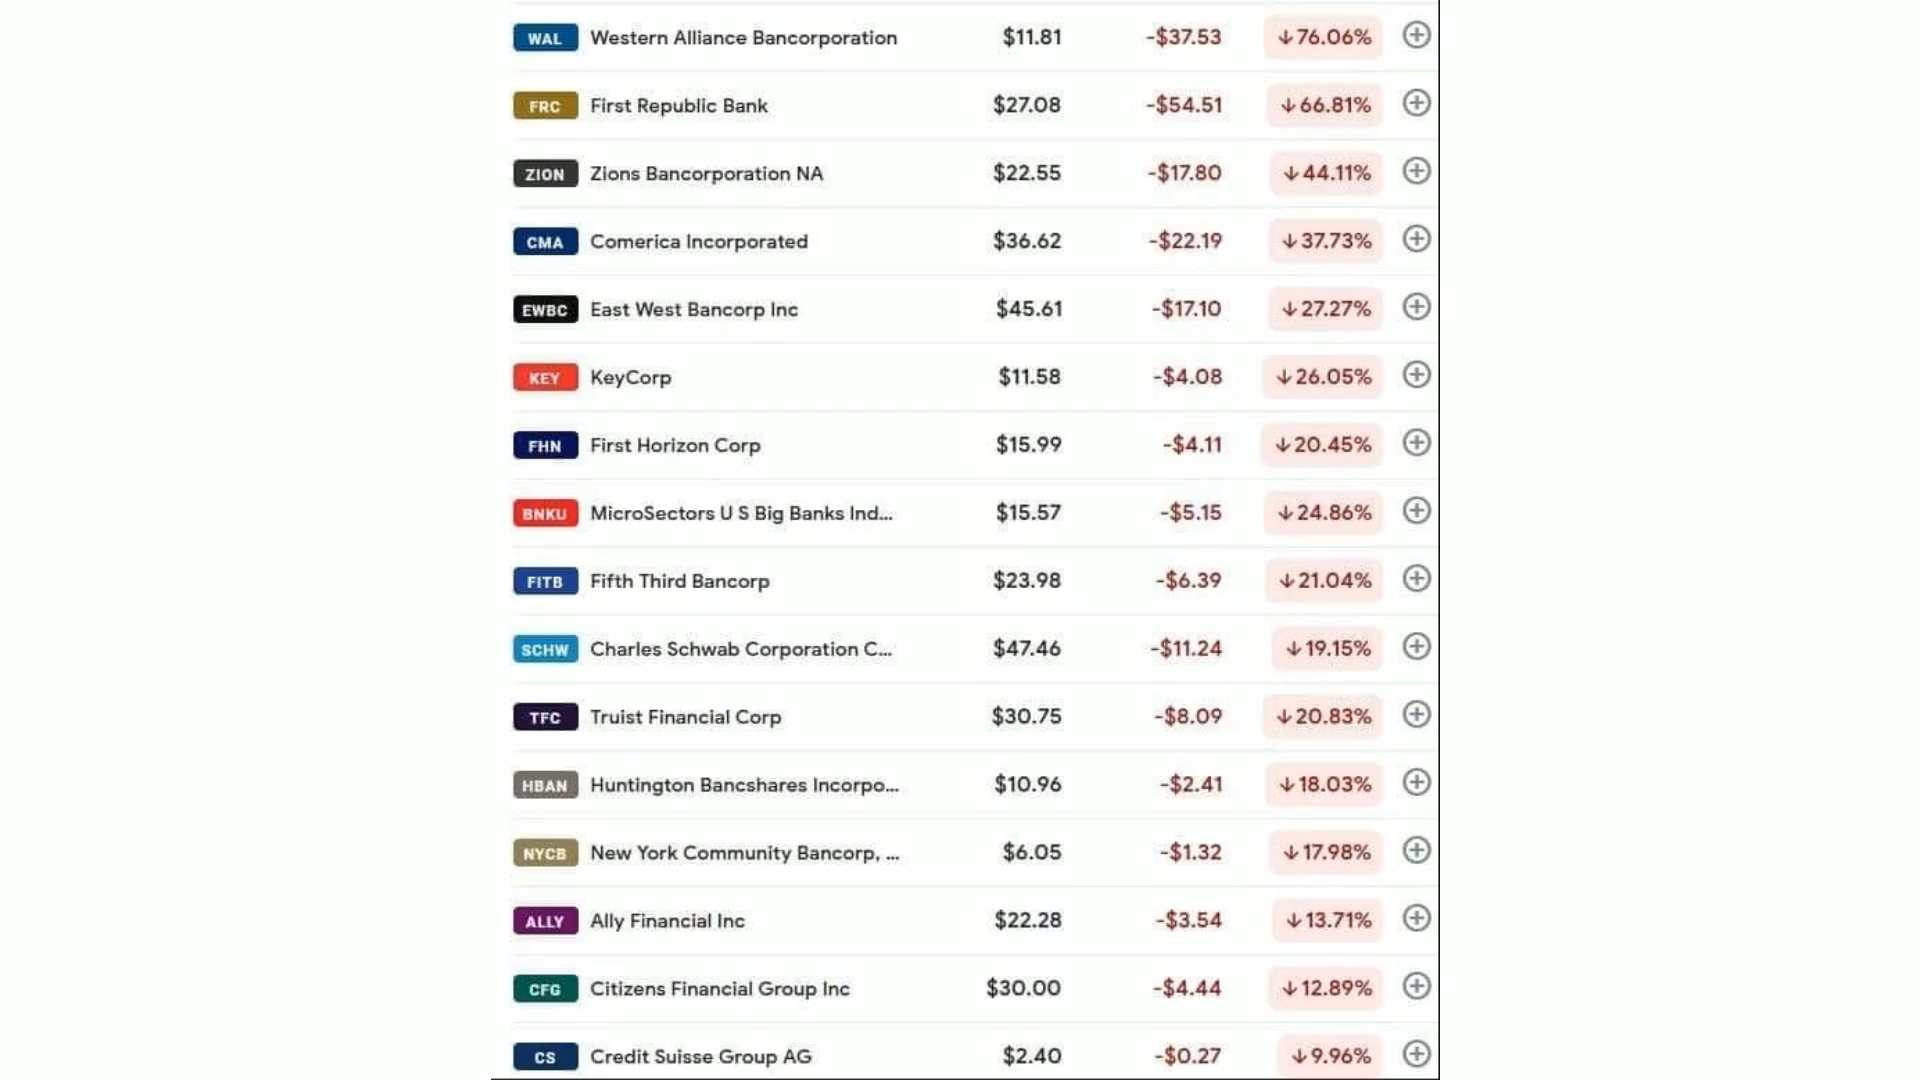 WAL Western Alliance Bancorporation $11.81 -$37.53 ↓76.06%
FRC First Republic Bank $27.08 -$54.51 ↓66.81%
ZION Zions Bancorporation NA $22.55 -$17.80 ↓44.11%
CMA Comerica Incorporated $36.62 -$22.19 ↓37.73%
EWBC East West Bancorp Inc $45.61 -$17.10 ↓27.27%
KEY KeyCorp $11.58 -$4.08 ↓26.05%
FHN First Horizon Corp $15.99 -$4.11 ↓20.45%
BNKU MicroSectors U S Big Banks Ind... $15.57 -$5.15 ↓24.86%
FITB Fifth Third Bancorp $23.98 -$6.39 ↓21.04%
SCHW Charles Schwab Corporation C... $47.46 -$11.24 ↓19.15%
TFC Truist Financial Corp $30.75 -$8.09 ↓20.83%
HBAN Huntington Bancshares Incorpo... $10.96 -$2.41 ↓18.03%
NYCB New York Community Bancorp, ... $6.05 -$1.32 ↓17.98%
ALLY Ally Financial Inc $22.28 -$3.54 ↓13.71%
CFG Citizens Financial Group Inc $30.00 -$4.44 ↓12.89%
CS Credit Suisse Group AG $2.40 -$0.27 ↓9.96%